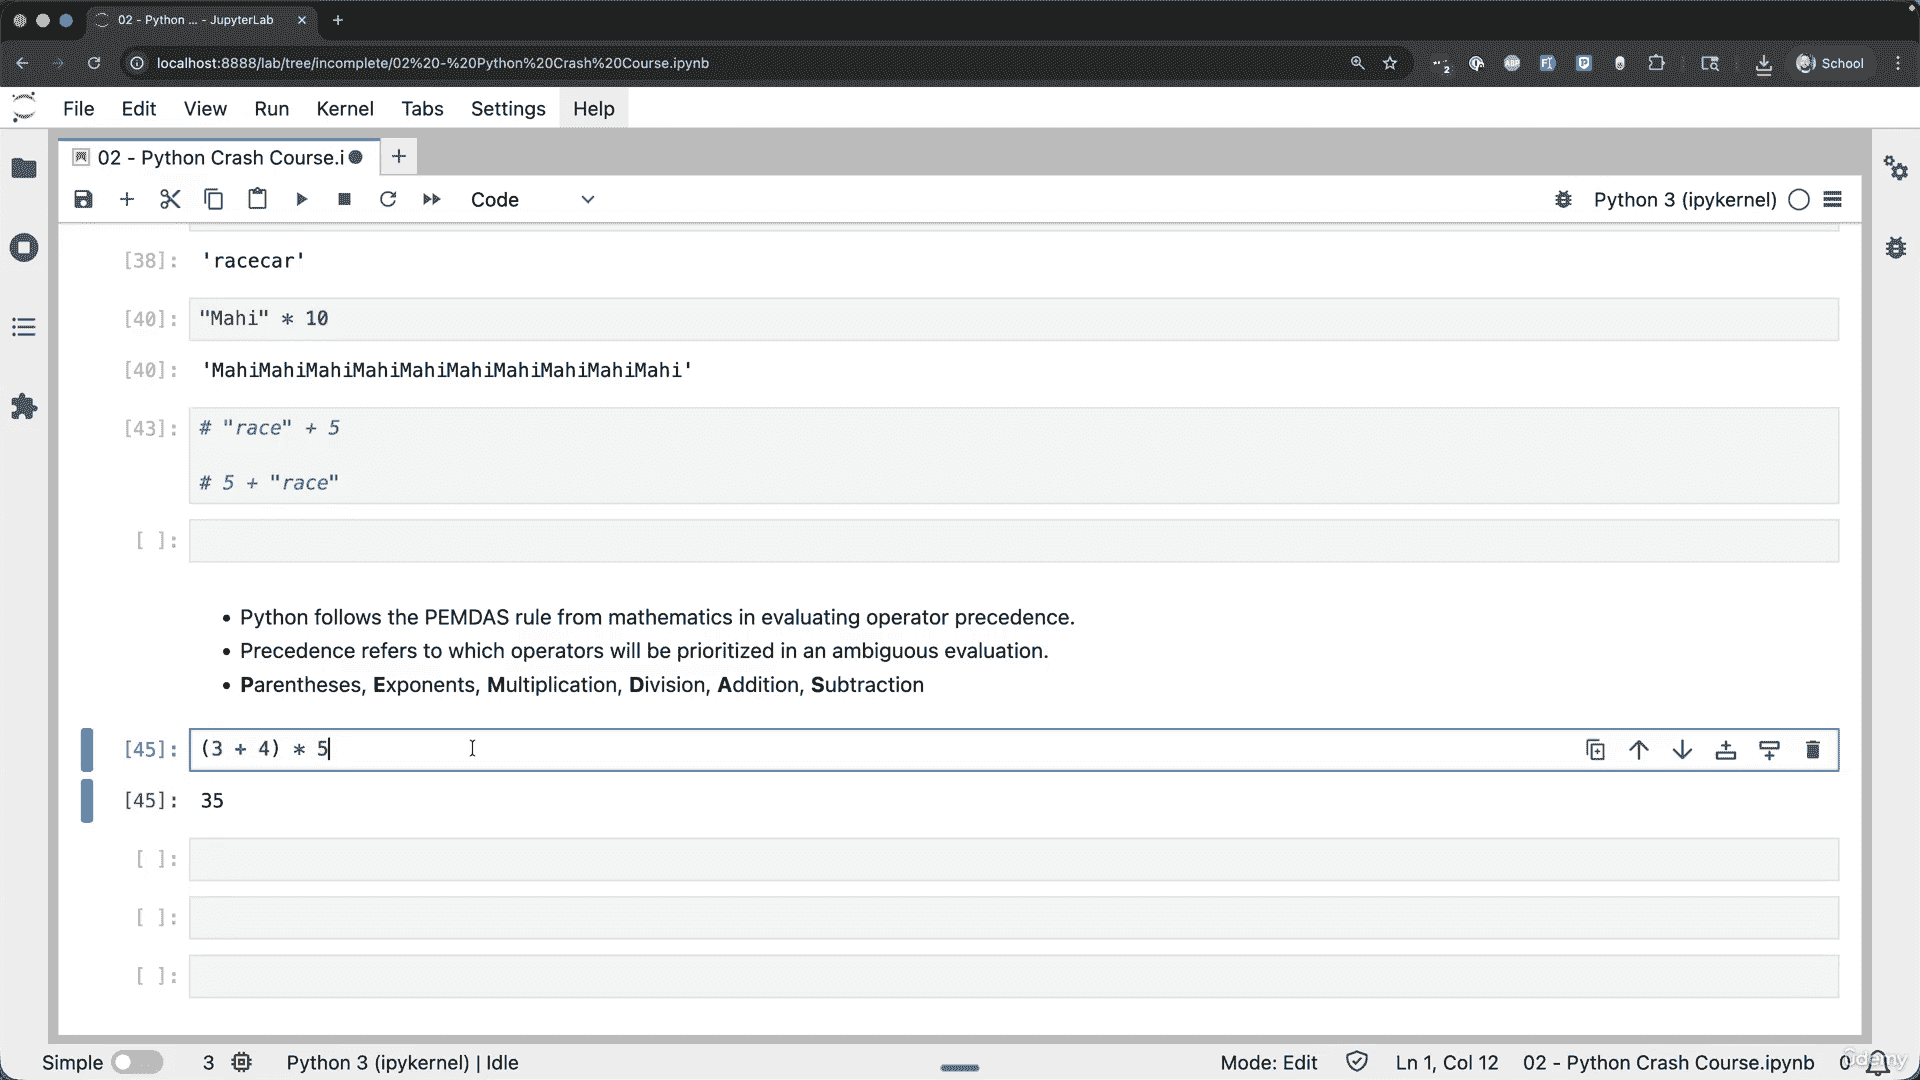 02 - Python ... - JupyterLab
localhost:8888/lab/tree/incomplete/02%20-%20Python%20Crash%20Course.ipynb
2
ABP
School
File Edit View Run Kernel Tabs Settings Help
02 - Python Crash Course.i
Code
Python 3 (ipykernel)
[38]: 'racecar'
[40]: "Mahi" * 10
[40]: 'MahiMahiMahiMahiMahiMahiMahiMahiMahiMahi'
[43]: # "race" + 5
# 5 + "race"
[ ]:
• Python follows the PEMDAS rule from mathematics in evaluating operator precedence.
• Precedence refers to which operators will be prioritized in an ambiguous evaluation.
• Parentheses, Exponents, Multiplication, Division, Addition, Subtraction
[45]: (3 + 4) * 5
[45]: 35
[ ]:
[ ]:
[ ]:
Simple 3 Python 3 (ipykernel) | Idle Mode: Edit Ln 1, Col 12 02 - Python Crash Course.ipynb 0
Udemy